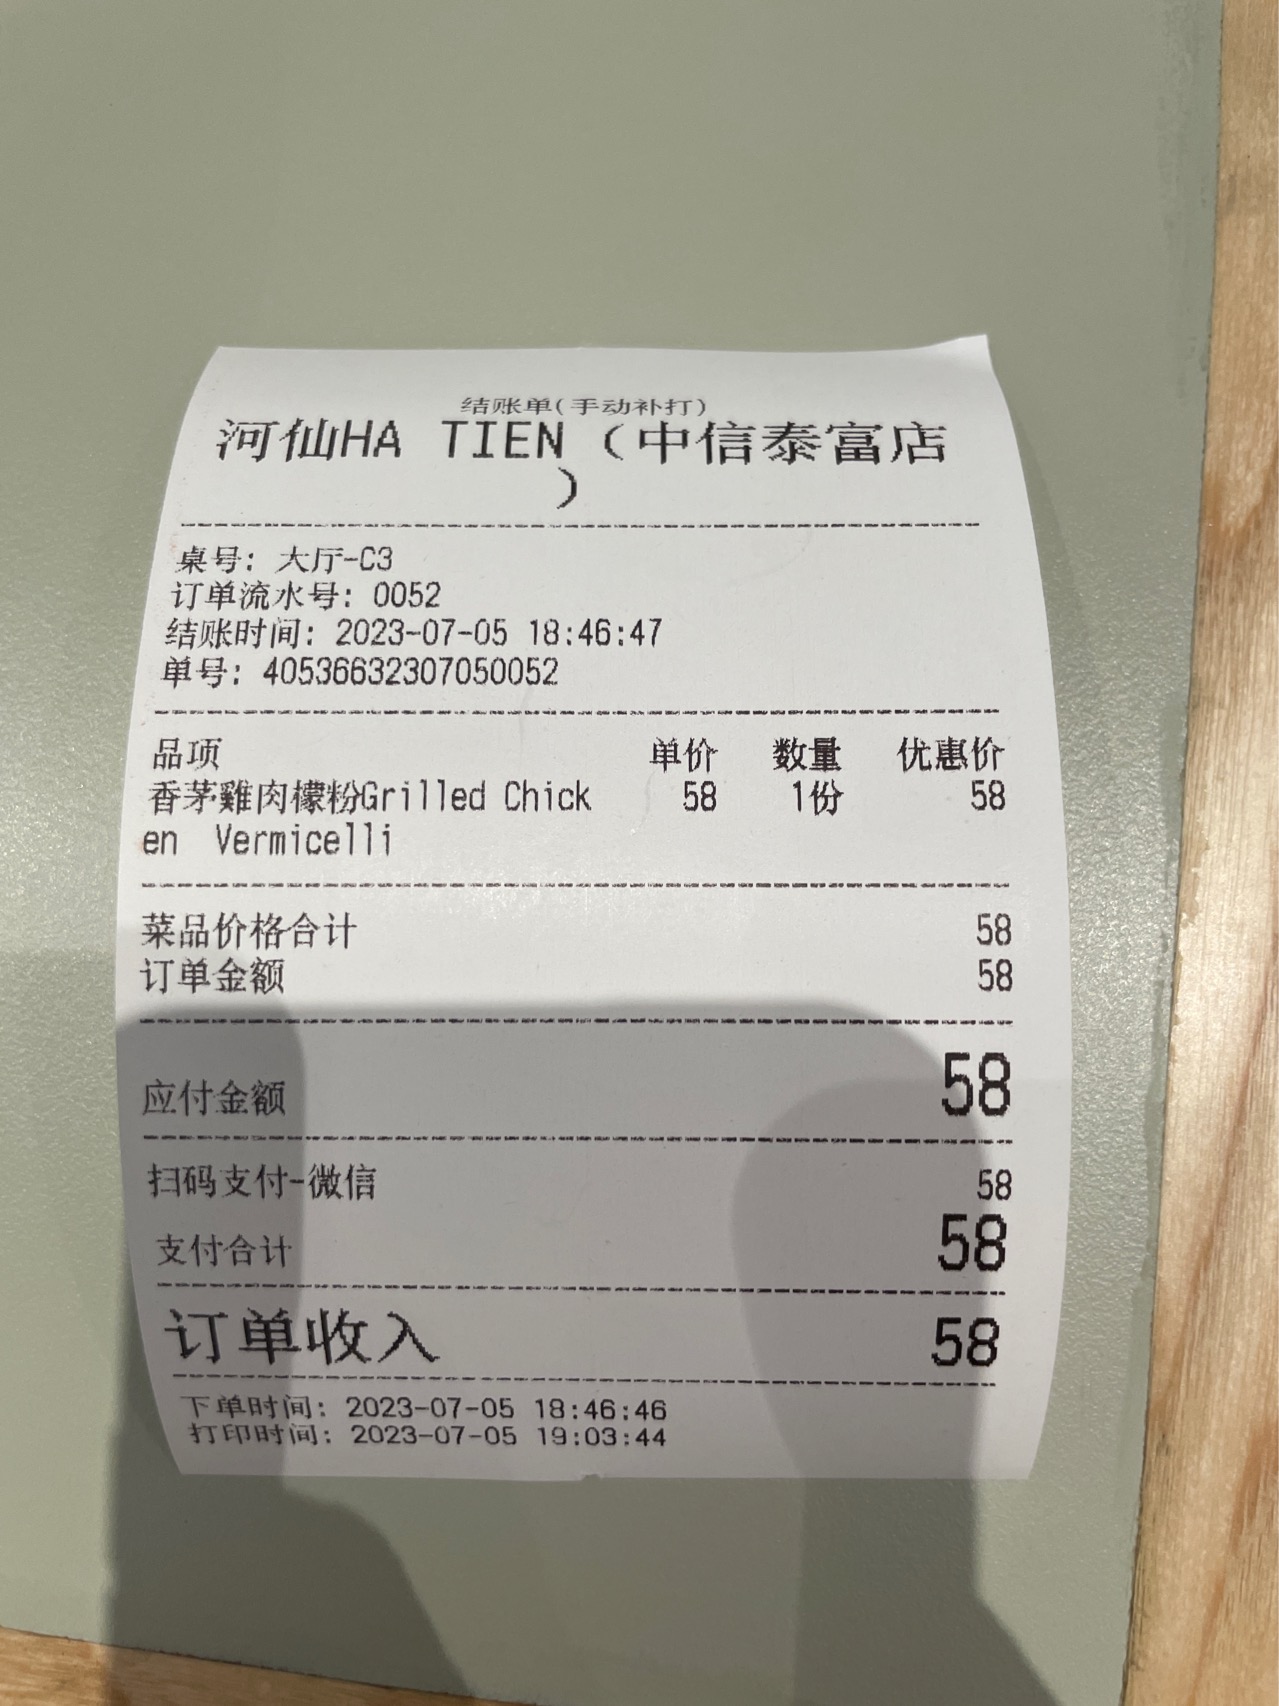 结账单(手动补打)
河仙HA TIEN (中信泰富店
)
桌号: 大厅-C3
订单流水号: 0052
结账时间: 2023-07-05 18:46:47
单号: 40536632307050052
品项 单价 数量 优惠价
香茅雞肉檬粉Grilled Chick 58 1份 58
en Vermicelli
菜品价格合计 58
订单金额 58
应付金额 58
扫码支付-微信 58
支付合计 58
订单收入 58
下单时间: 2023-07-05 18:46:46
打印时间: 2023-07-05 19:03:44